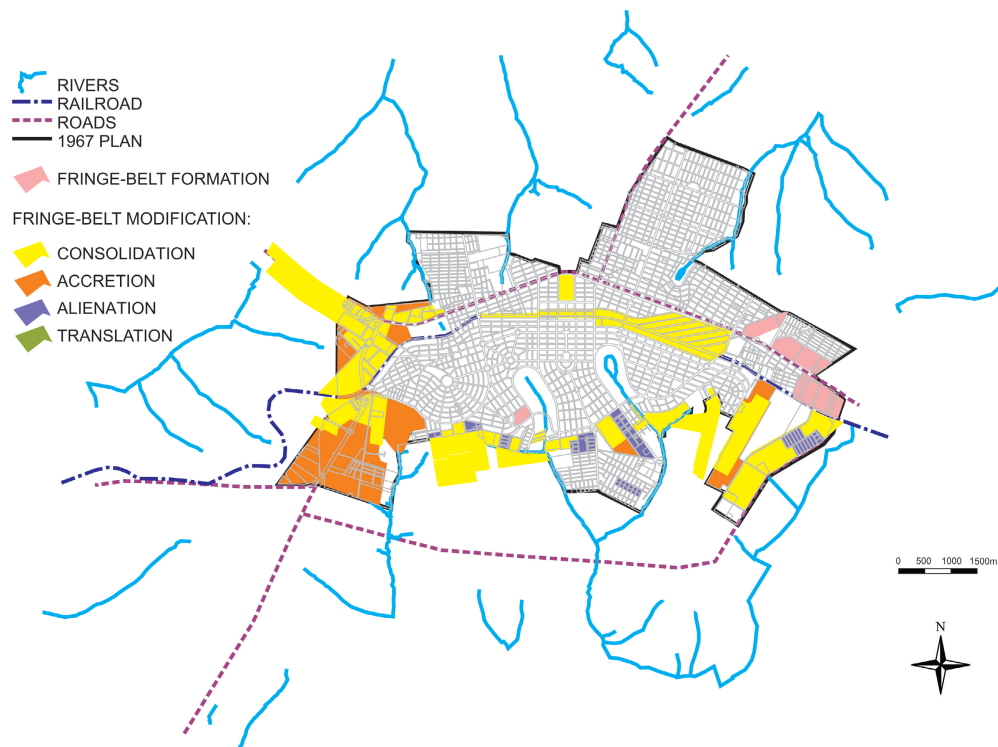 RIVERS
RAILROAD
ROADS
1967 PLAN
FRINGE-BELT FORMATION
FRINGE-BELT MODIFICATION:
CONSOLIDATION
ACCRETION
ALIENATION
TRANSLATION
0 500 1000 1500m
N